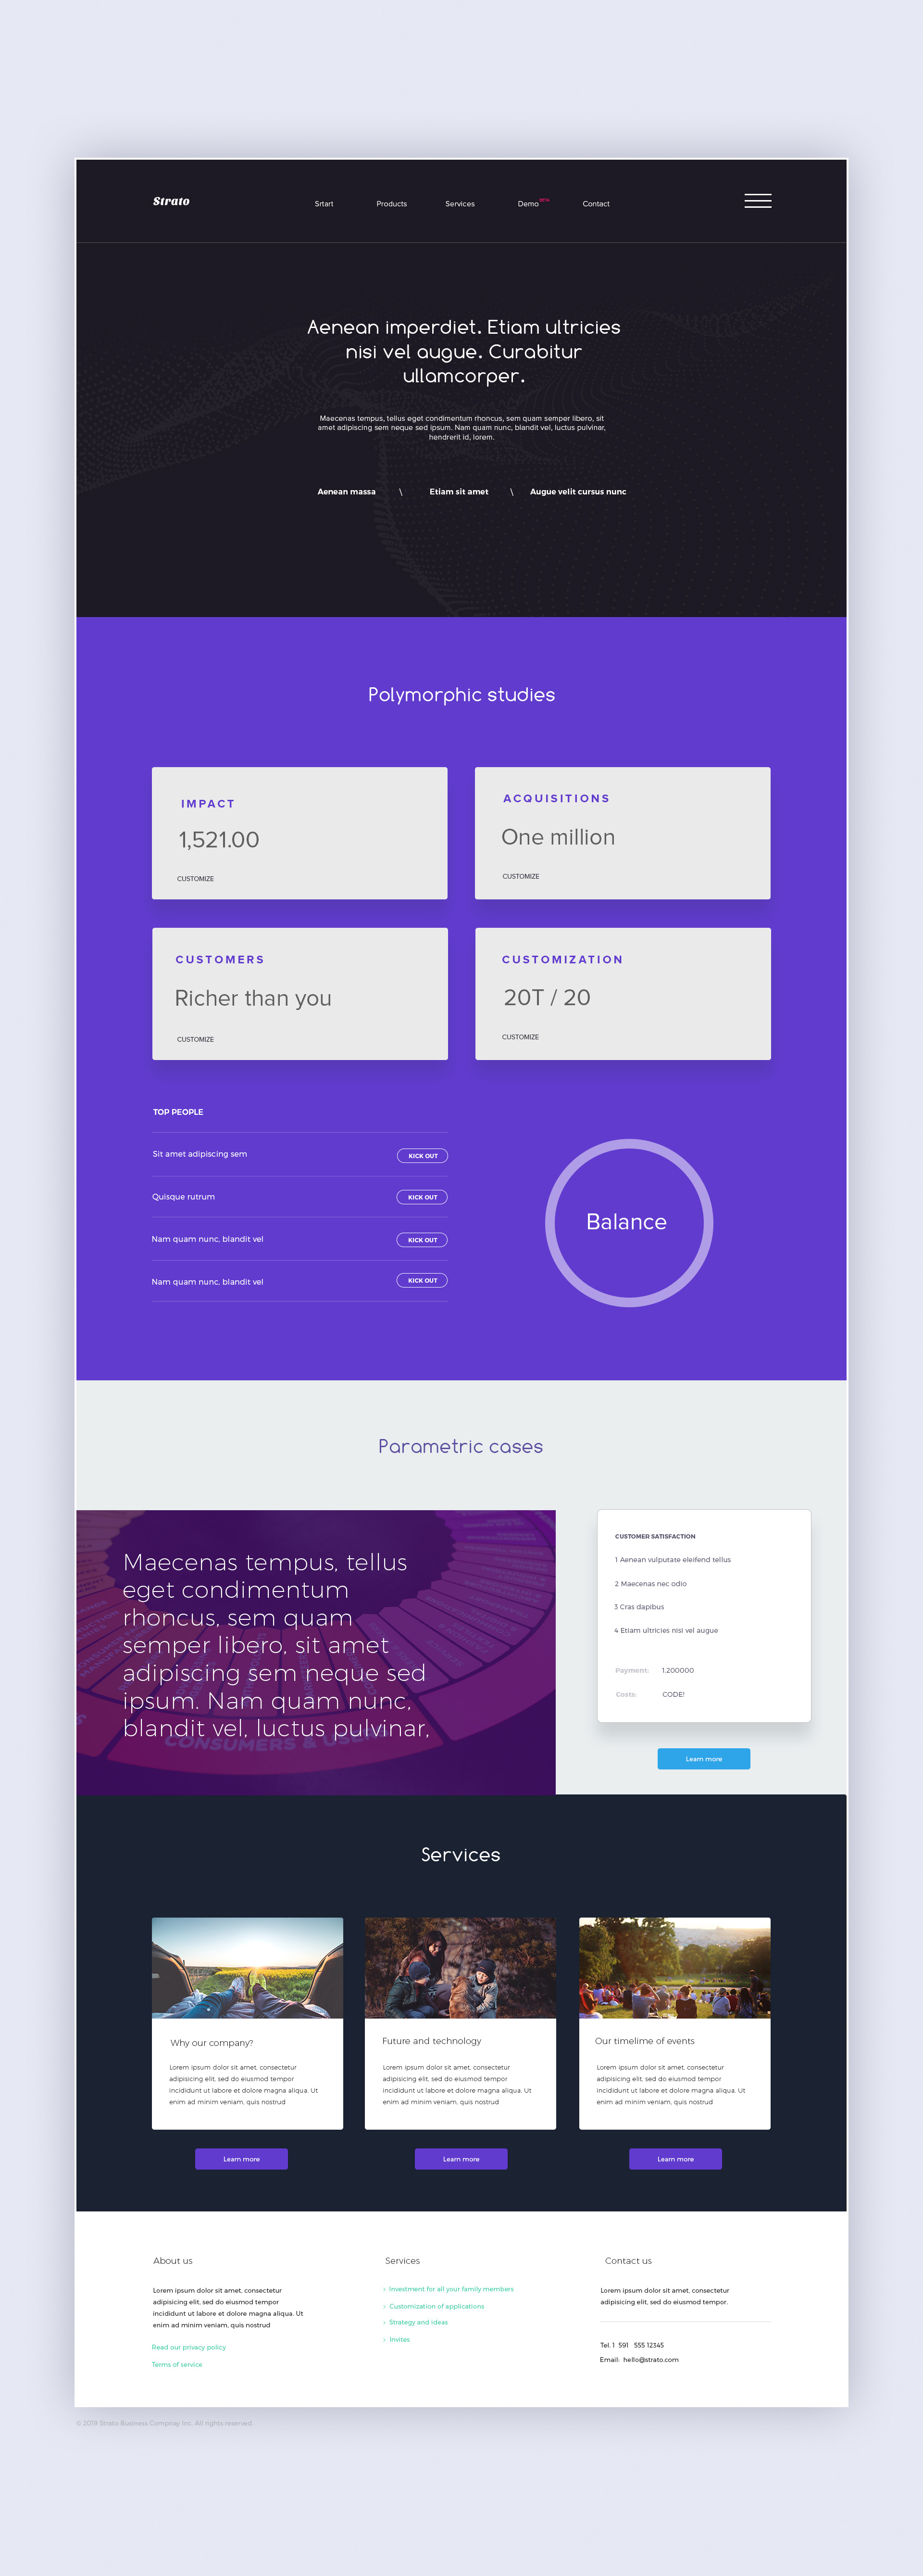 Strato
Srtart
Products
Services
Demo BETA
Contact
Aenean imperdiet. Etiam ultricies
nisi vel augue. Curabitur
ullamcorper.
Maecenas tempus, tellus eget condimentum rhoncus, sem quam semper libero, sit
amet adipiscing sem neque sed ipsum. Nam quam nunc, blandit vel, luctus pulvinar,
hendrerit id, lorem.
Aenean massa \ Etiam sit amet \ Augue velit cursus nunc
Polymorphic studies
IMPACT
1,521.00
CUSTOMIZE
ACQUISITIONS
One million
CUSTOMIZE
CUSTOMERS
Richer than you
CUSTOMIZE
CUSTOMIZATION
20T / 20
CUSTOMIZE
TOP PEOPLE
Sit amet adipiscing sem KICK OUT
Quisque rutrum KICK OUT
Nam quam nunc, blandit vel KICK OUT
Nam quam nunc, blandit vel KICK OUT
Balance
Parametric cases
Maecenas tempus, tellus
eget condimentum
rhoncus, sem quam
semper libero, sit amet
adipiscing sem neque sed
ipsum. Nam quam nunc,
blandit vel, luctus pulvinar,
CONSUMERS & USERS
CUSTOMER SATISFACTION
1 Aenean vulputate eleifend tellus
2 Maecenas nec odio
3 Cras dapibus
4 Etiam ultricies nisi vel augue
Payment: 1.200000
Costs: CODE!
Learn more
Services
Why our company?
Lorem ipsum dolor sit amet, consectetur
adipisicing elit, sed do eiusmod tempor
incididunt ut labore et dolore magna aliqua. Ut
enim ad minim veniam, quis nostrud
Learn more
Future and technology
Lorem ipsum dolor sit amet, consectetur
adipisicing elit, sed do eiusmod tempor
incididunt ut labore et dolore magna aliqua. Ut
enim ad minim veniam, quis nostrud
Learn more
Our timelime of events
Lorem ipsum dolor sit amet, consectetur
adipisicing elit, sed do eiusmod tempor
incididunt ut labore et dolore magna aliqua. Ut
enim ad minim veniam, quis nostrud
Learn more
About us
Lorem ipsum dolor sit amet, consectetur
adipisicing elit, sed do eiusmod tempor
incididunt ut labore et dolore magna aliqua. Ut
enim ad minim veniam, quis nostrud
Read our privacy policy
Terms of service
Services
› Investment for all your family members
› Customization of applications
› Strategy and ideas
› Invites
Contact us
Lorem ipsum dolor sit amet, consectetur
adipisicing elit, sed do eiusmod tempor.
Tel. 1 591 555 12345
Email: hello@strato.com
© 2019 Strato Business Compnay Inc. All rights reserved.